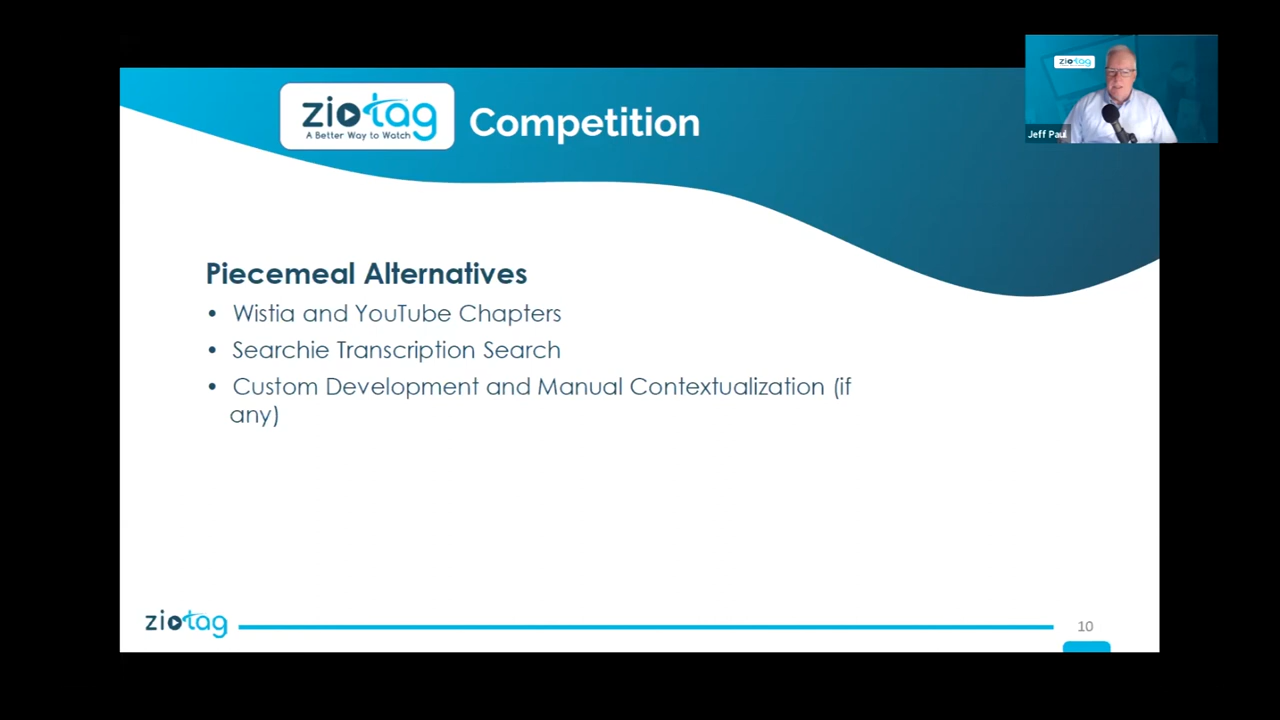 ziotag
A Better Way to Watch
Competition
ziotag
Jeff Paul
Piecemeal Alternatives
• Wistia and YouTube Chapters
• Searchie Transcription Search
• Custom Development and Manual Contextualization (if
any)
ziotag
10